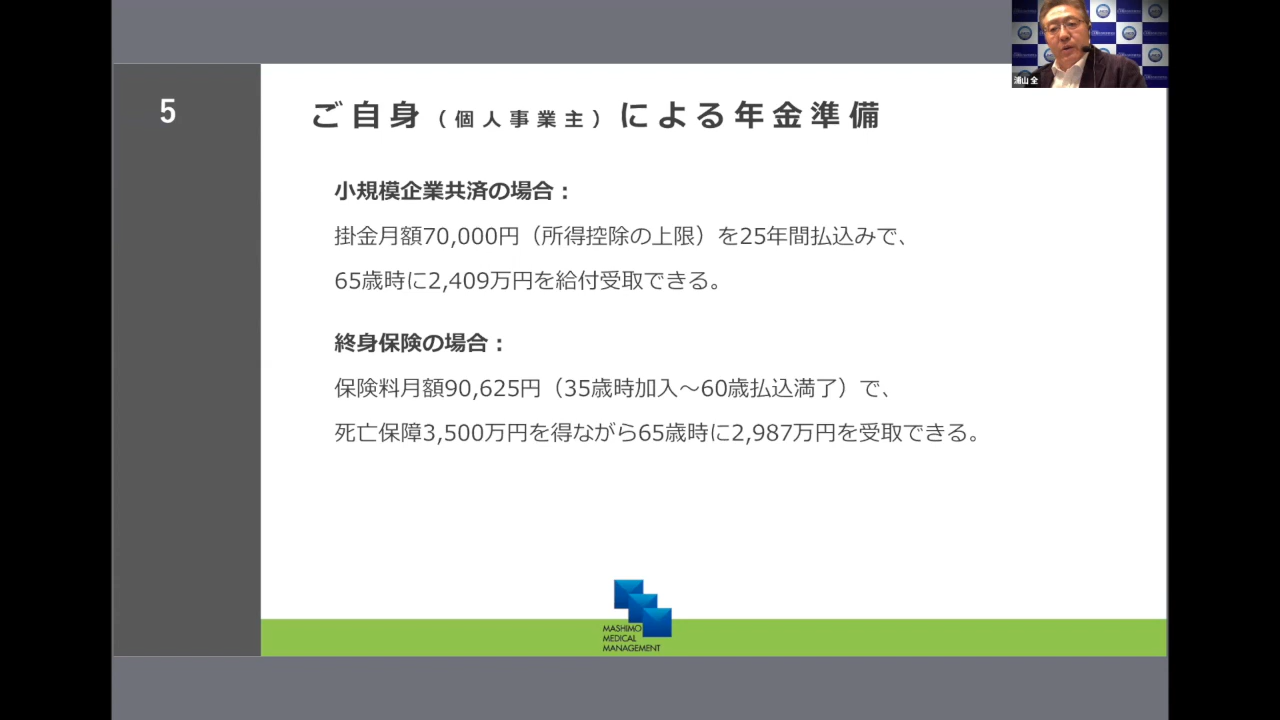 5
ご自身（個人事業主）による年金準備
小規模企業共済の場合：
掛金月額70,000円（所得控除の上限）を25年間払込みで、
65歳時に2,409万円を給付受取できる。
終身保険の場合：
保険料月額90,625円（35歳時加入～60歳払込満了）で、
死亡保障3,500万円を得ながら65歳時に2,987万円を受取できる。
MASHIMO
MEDICAL
MANAGEMENT
浦山 全